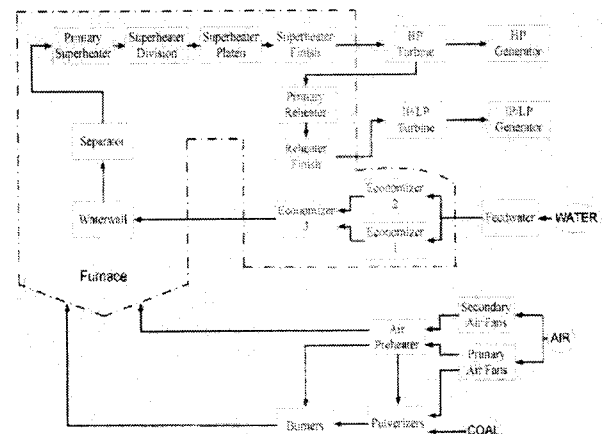 Primary
Superheater
Superheater
Division
Superheater
Platen
Superheater
Finish
HP
Turbine
HP
Generator
Primary
Reheater
IP/LP
Turbine
IP/LP
Generator
Separator
Reheater
Finish
Economizer
2
Waterwall
Economizer
3
Feedwater
WATER
Economizer
1
Furnace
Secondary
Air Fans
Air
Preheater
AIR
Primary
Air Fans
Burners
Pulverizers
COAL